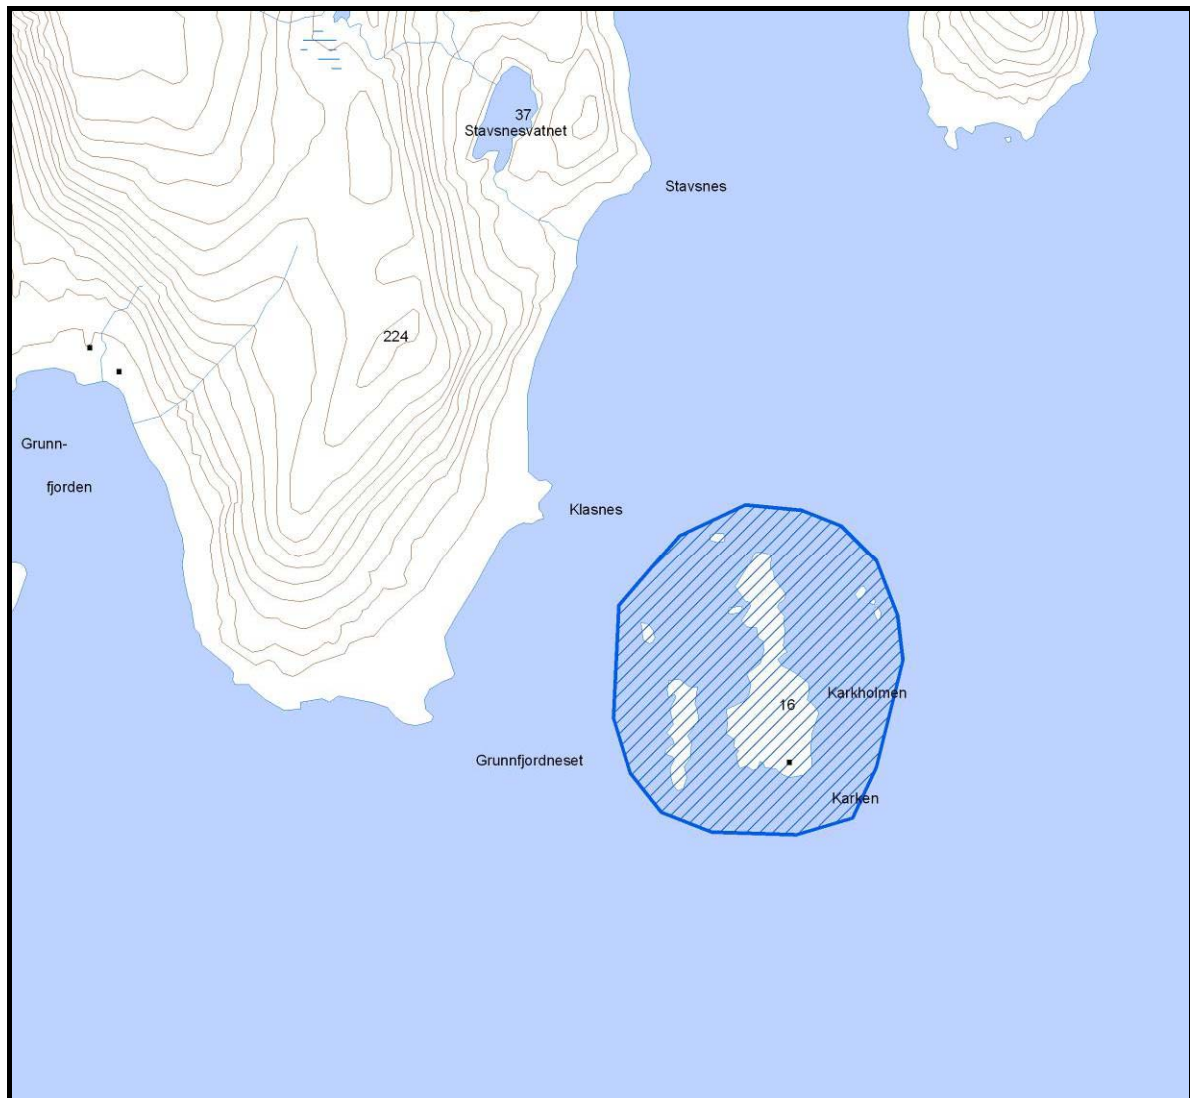 37
Stavsnesvatnet
Stavsnes
224
Grunn-
fjorden
Klasnes
Karkholmen
16
Grunnfjordneset
Karken